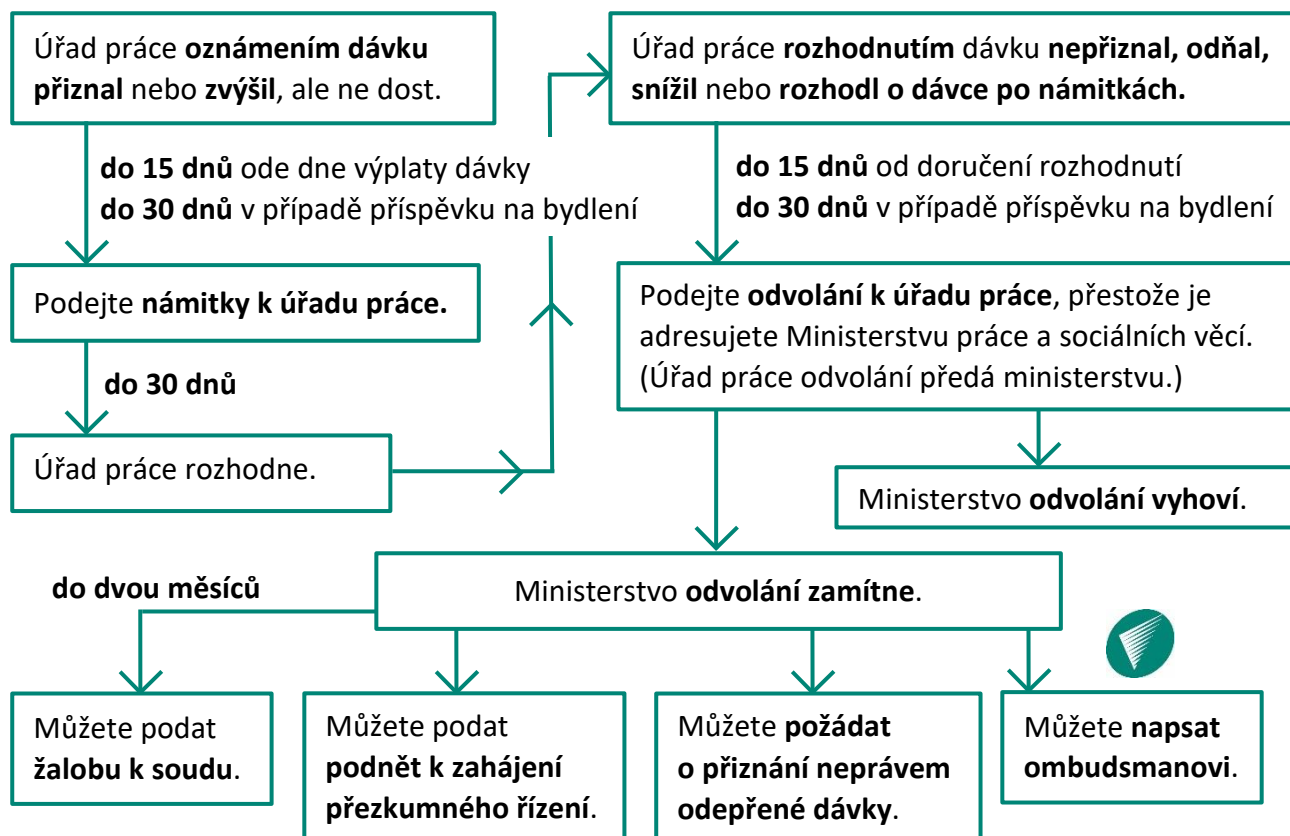 Úřad práce oznámením dávku
přiznal nebo zvýšil, ale ne dost.
do 15 dnů ode dne výplaty dávky
do 30 dnů v případě příspěvku na bydlení
Podejte námitky k úřadu práce.
do 30 dnů
Úřad práce rozhodne.
Úřad práce rozhodnutím dávku nepřiznal, odňal,
snížil nebo rozhodl o dávce po námitkách.
do 15 dnů od doručení rozhodnutí
do 30 dnů v případě příspěvku na bydlení
Podejte odvolání k úřadu práce, přestože je
adresujete Ministerstvu práce a sociálních věcí.
(Úřad práce odvolání předá ministerstvu.)
Ministerstvo odvolání vyhoví.
Ministerstvo odvolání zamítne.
do dvou měsíců
Můžete podat
žalobu k soudu.
Můžete podat
podnět k zahájení
přezkumného řízení.
Můžete požádat
o přiznání neprávem
odepřené dávky.
Můžete napsat
ombudsmanovi.